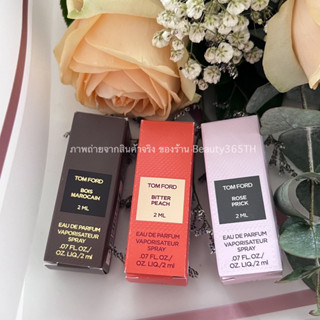 ภาพถ่ายจากสินค้าจริง ของร้าน Beauty365TH
TOM FORD
BOIS
MAROCAIN
2 ML
EAU DE PARFUM
VAPORISATEUR
SPRAY
.07 FL. OZ./
OZ. LIQ./2 ml
TOM FORD
BITTER
PEACH
2 ML
EAU DE PARFUM
VAPORISATEUR
SPRAY
.07 FL. OZ./
OZ. LIQ./2 ml
TOM FORD
ROSE
PRICK
2 ML
EAU DE PARFUM
VAPORISATEUR
SPRAY
.07 FL. OZ./
OZ. LIQ./2 ml